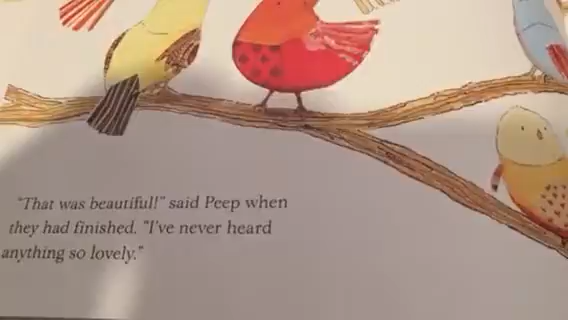 "That was beautiful!" said Peep when
they had finished. "I've never heard
anything so lovely."